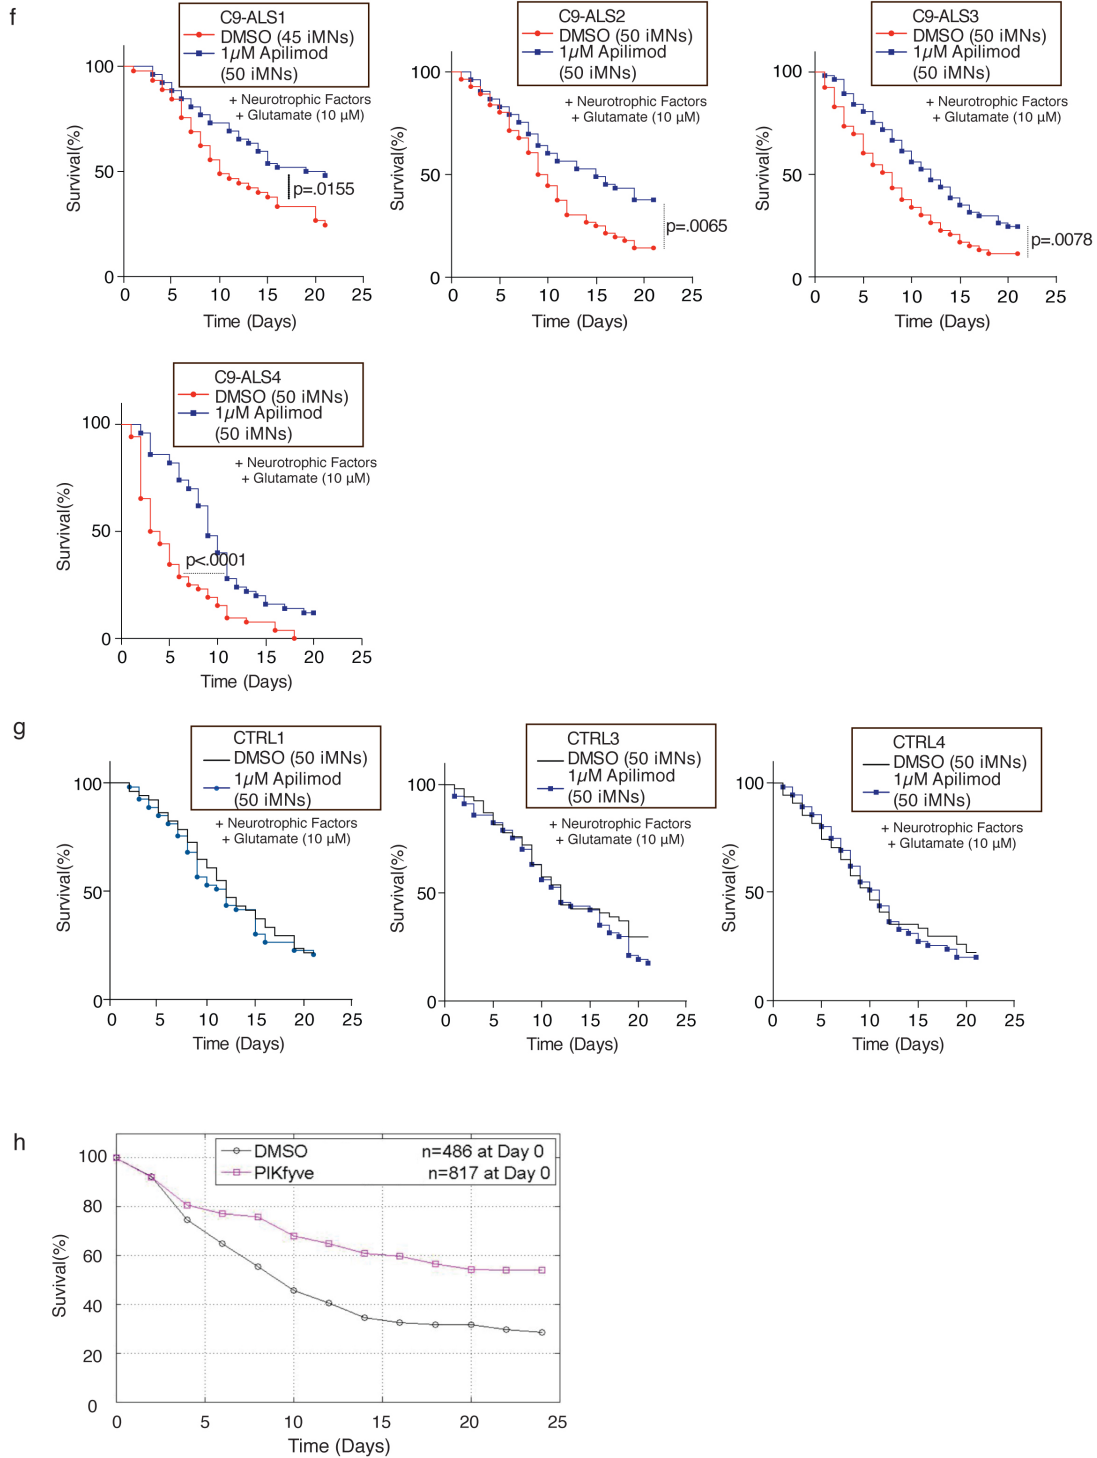 f
C9-ALS1
DMSO (45 iMNs)
1µM Apilimod
(50 iMNs)
+ Neurotrophic Factors
+ Glutamate (10 µM)
Survival(%)
100
50
0
p=.0155
0 5 10 15 20 25
Time (Days)
C9-ALS2
DMSO (50 iMNs)
1µM Apilimod
(50 iMNs)
+ Neurotrophic Factors
+ Glutamate (10 µM)
Survival(%)
100
50
0
p=.0065
0 5 10 15 20 25
Time (Days)
C9-ALS3
DMSO (50 iMNs)
1µM Apilimod
(50 iMNs)
+ Neurotrophic Factors
+ Glutamate (10 µM)
Survival(%)
100
50
0
p=.0078
0 5 10 15 20 25
Time (Days)
C9-ALS4
DMSO (50 iMNs)
1µM Apilimod
(50 iMNs)
+ Neurotrophic Factors
+ Glutamate (10 µM)
Survival(%)
100
50
0
p<.0001
0 5 10 15 20 25
Time (Days)
g
CTRL1
DMSO (50 iMNs)
1µM Apilimod
(50 iMNs)
+ Neurotrophic Factors
+ Glutamate (10 µM)
Survival(%)
100
50
0
0 5 10 15 20 25
Time (Days)
CTRL3
DMSO (50 iMNs)
1µM Apilimod
(50 iMNs)
+ Neurotrophic Factors
+ Glutamate (10 µM)
Survival(%)
100
50
0
0 5 10 15 20 25
Time (Days)
CTRL4
DMSO (50 iMNs)
1µM Apilimod
(50 iMNs)
+ Neurotrophic Factors
+ Glutamate (10 µM)
Survival(%)
100
50
0
0 5 10 15 20 25
Time (Days)
h
DMSO n=486 at Day 0
PIKfyve n=817 at Day 0
Suvival(%)
100
80
60
40
20
0
0 5 10 15 20 25
Time (Days)